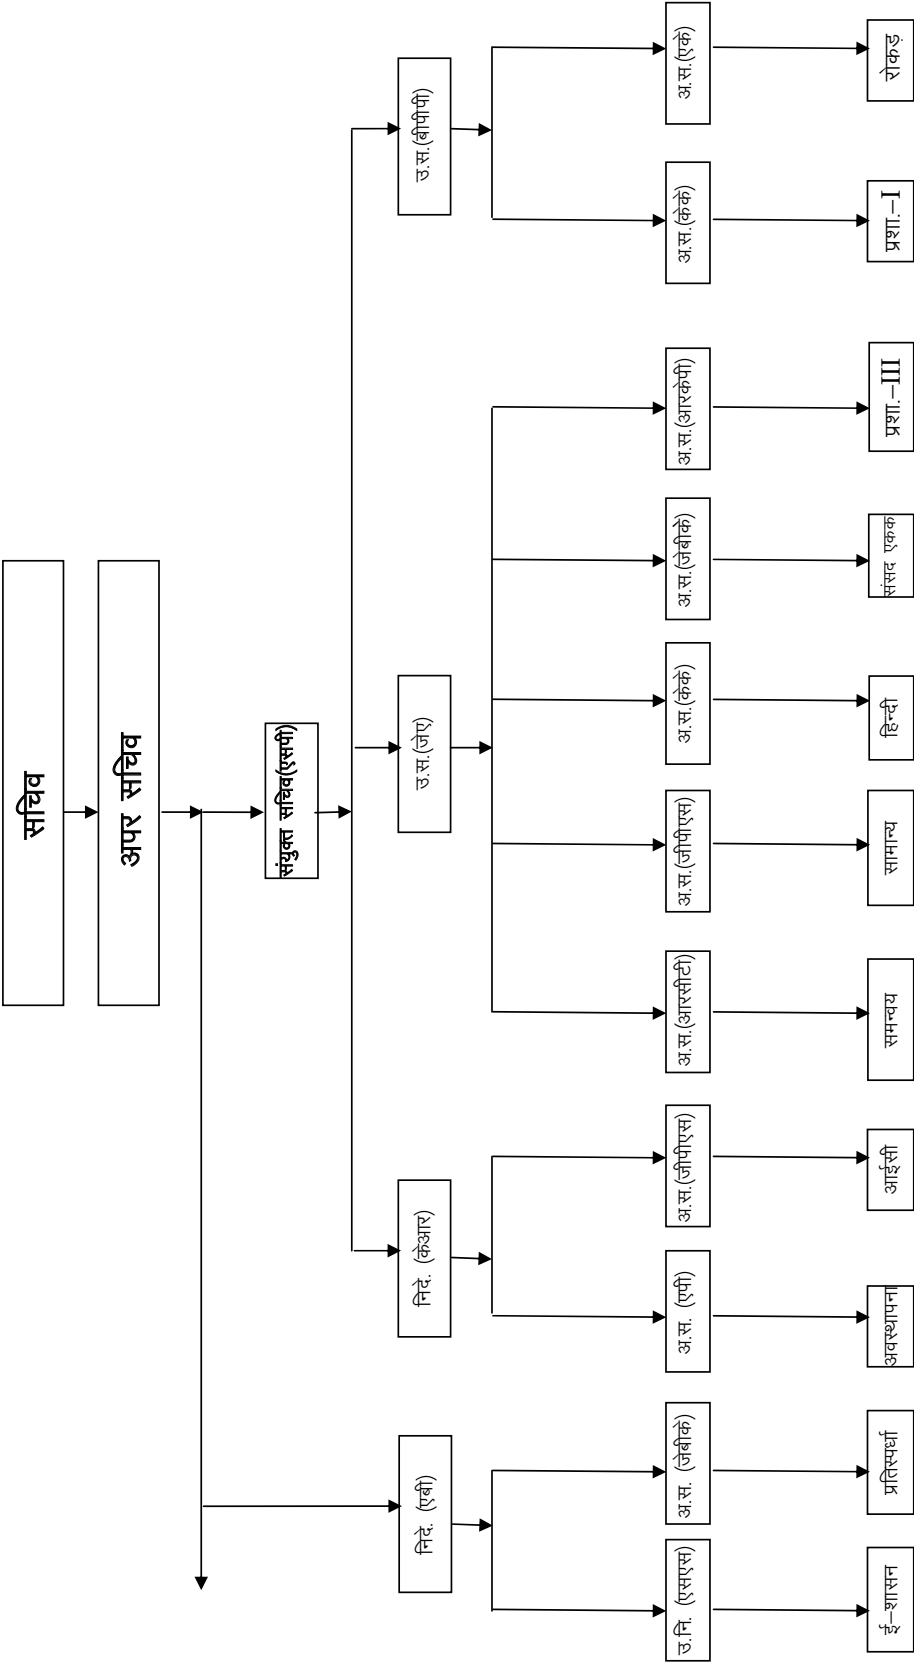 सचिव
अपर सचिव
संयुक्त सचिव(एसपी)
निदे. (एबी)
निदे. (केआर)
उ.स.(जेए)
उ.स.(बीपीपी)
उ.नि. (एसएस)
अ.स. (जेबीके)
अ.स. (एपी)
अ.स.(जीपीएस)
अ.स.(आरसीटी)
अ.स.(जीपीएस)
अ.स.(केके)
अ.स.(जेबीके)
अ.स.(आरकेपी)
अ.स.(केके)
अ.स.(एके)
ई–शासन
प्रतिस्पर्धा
अवस्थापना
आईसी
समन्वय
सामान्य
हिन्दी
संसद एकक
प्रशा.–III
प्रशा.–I
रोकड़